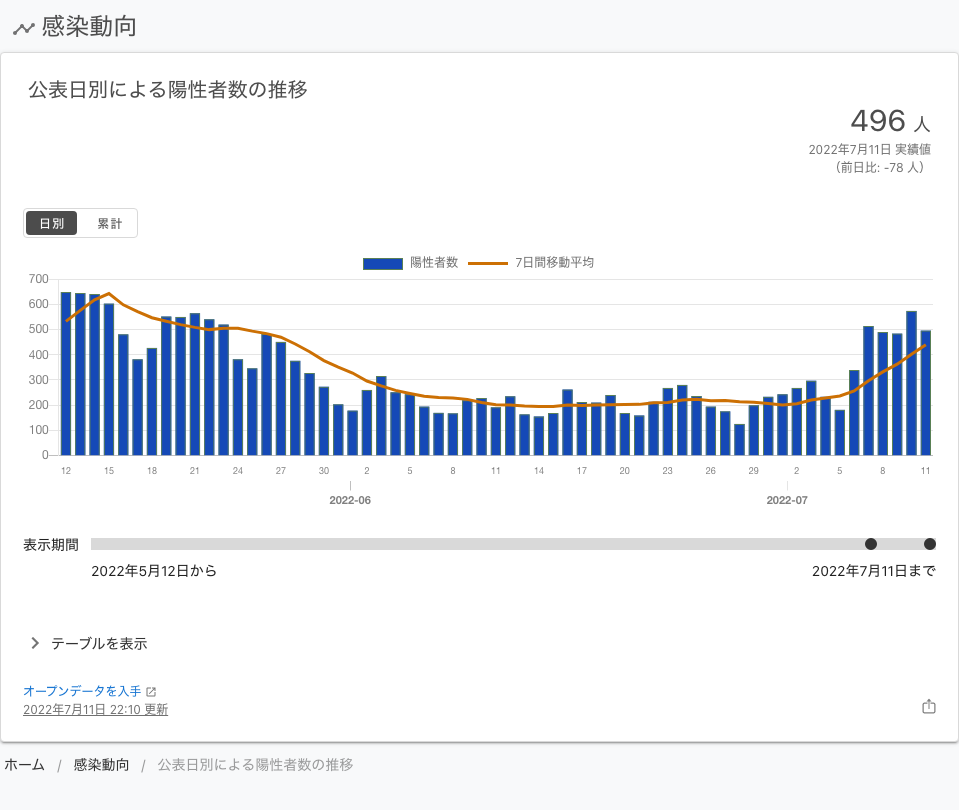 感染動向
公表日別による陽性者数の推移
496 人
2022年7月11日 実績値
（前日比: -78 人）
日別 累計
陽性者数 7日間移動平均
700
600
500
400
300
200
100
0
12 15 18 21 24 27 30 2 5 8 11 14 17 20 23 26 29 2 5 8 11
2022-06 2022-07
表示期間
2022年5月12日から 2022年7月11日まで
テーブルを表示
オープンデータを入手
2022年7月11日 22:10 更新
ホーム / 感染動向 / 公表日別による陽性者数の推移